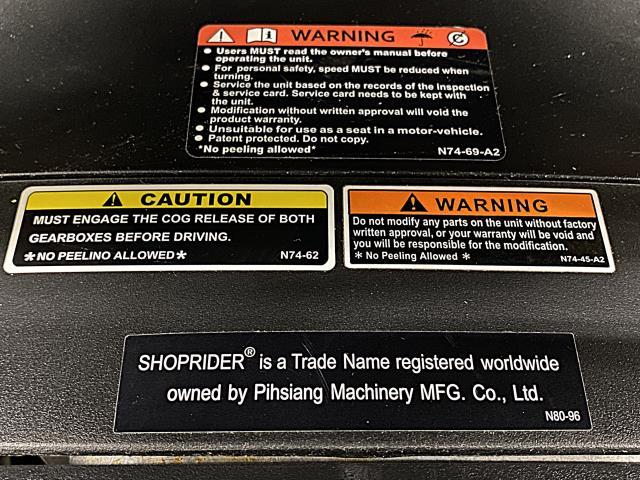 WARNING
● Users MUST read the owner's manual before
operating the unit.
● For personal safety, speed MUST be reduced when
turning.
● Service the unit based on the records of the inspection
& service card. Service card needs to be kept with
the unit.
● Modification without written approval will void the
product warranty.
● Unsuitable for use as a seat in a motor-vehicle.
● Patent protected. Do not copy.
*No peeling allowed* N74-69-A2
CAUTION
MUST ENGAGE THE COG RELEASE OF BOTH
GEARBOXES BEFORE DRIVING.
*NO PEELINO ALLOWED* N74-62
WARNING
Do not modify any parts on the unit without factory
written approval, or your warranty will be void and
you will be responsible for the modification.
* No Peeling Allowed * N74-45-A2
SHOPRIDER® is a Trade Name registered worldwide
owned by Pihsiang Machinery MFG. Co., Ltd.
N80-96